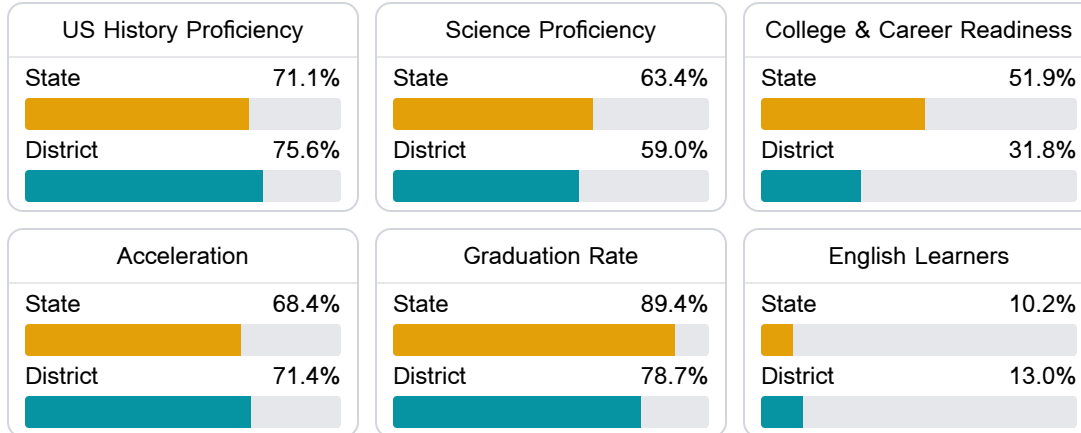 US History Proficiency
State 71.1%
District 75.6%
Science Proficiency
State 63.4%
District 59.0%
College & Career Readiness
State 51.9%
District 31.8%
Acceleration
State 68.4%
District 71.4%
Graduation Rate
State 89.4%
District 78.7%
English Learners
State 10.2%
District 13.0%